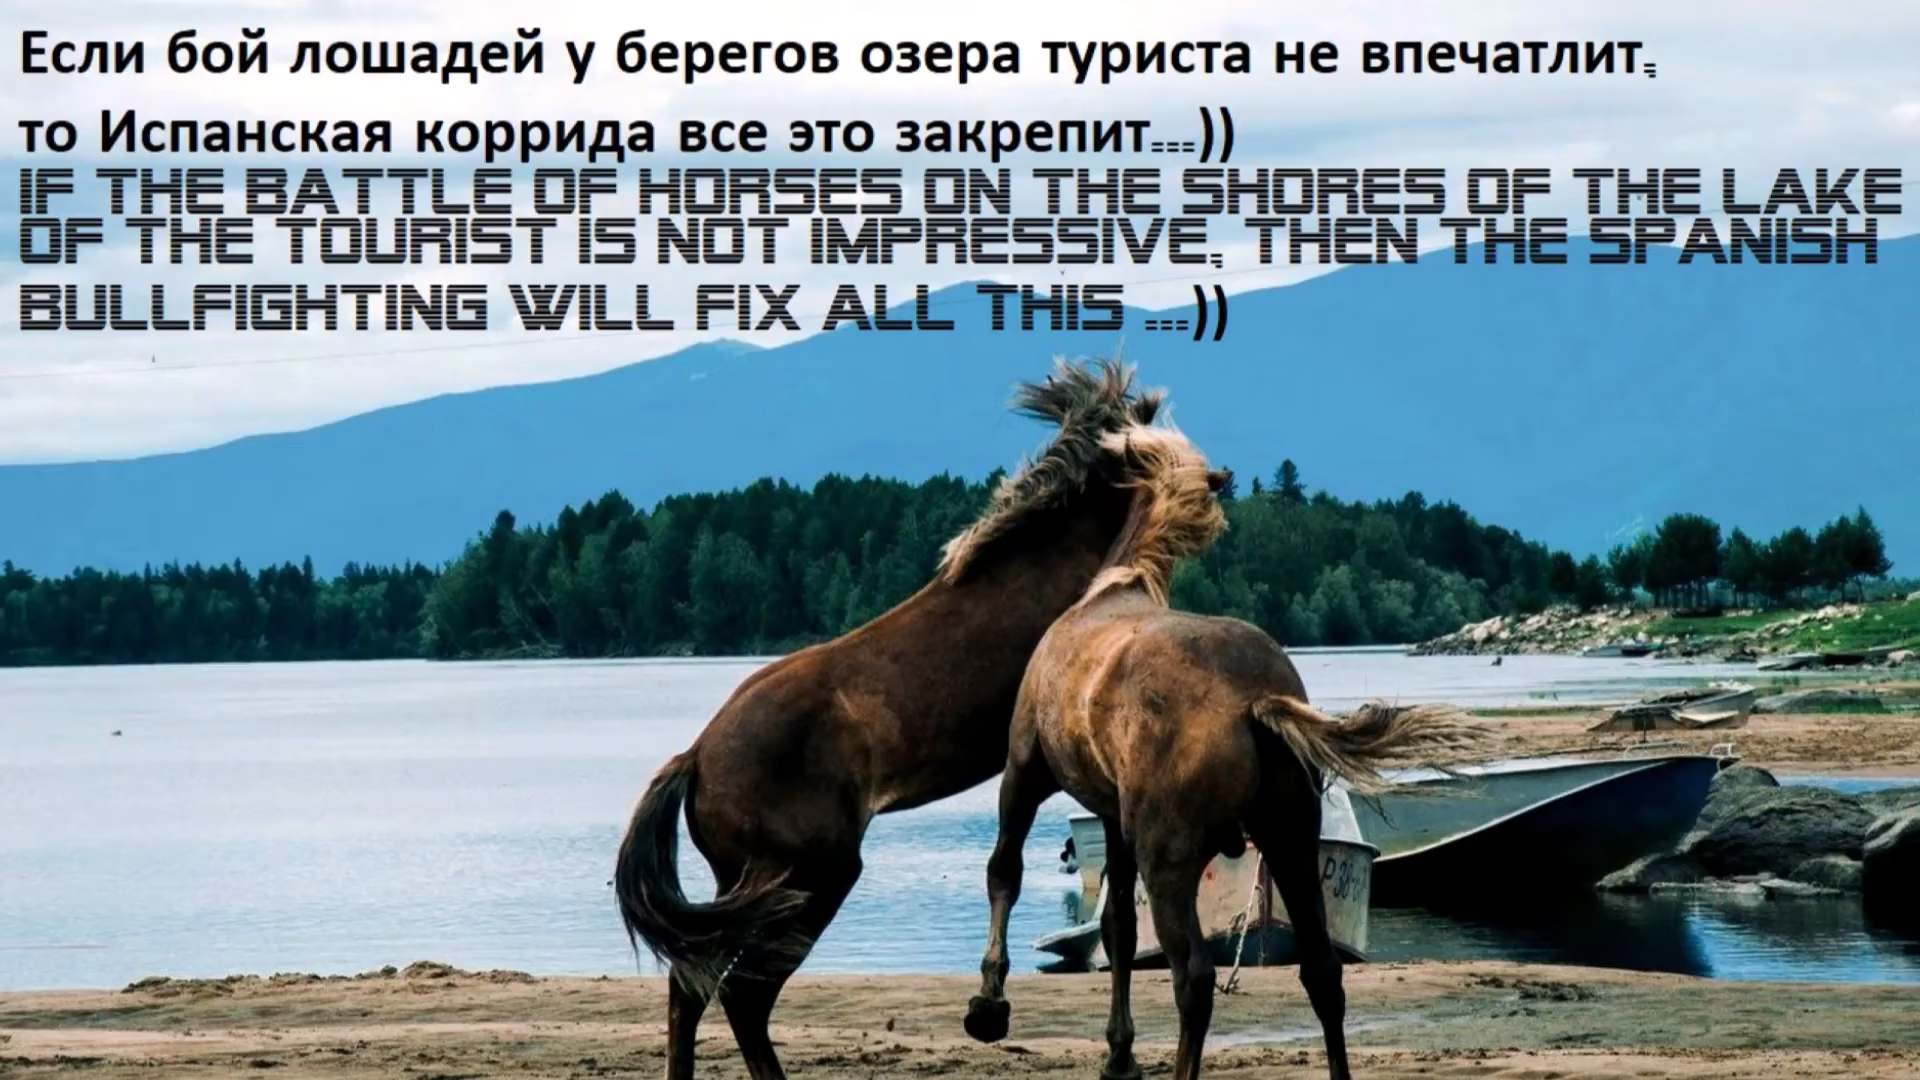 Если бой лошадей у берегов озера туриста не впечатлит,
то Испанская коррида все это закрепит...))
IF THE BATTLE OF HORSES ON THE SHORES OF THE LAKE
OF THE TOURIST IS NOT IMPRESSIVE, THEN THE SPANISH
BULLFIGHTING WILL FIX ALL THIS ...))